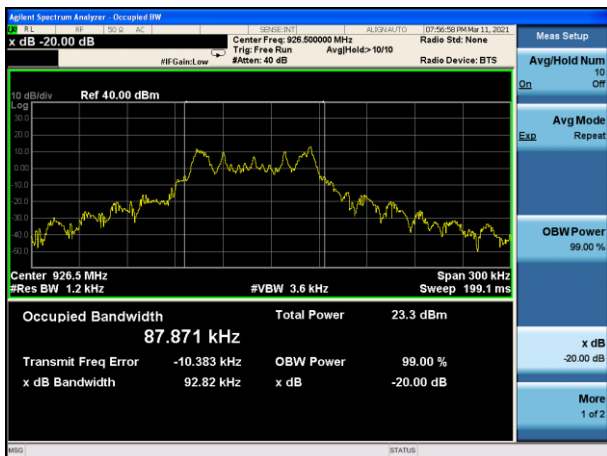 Agilent Spectrum Analyzer - Occupied BW
RL RF 50 Ω AC SENSE:INT ALIGN AUTO 07:56:58 PM Mar 11, 2021
x dB -20.00 dB
Center Freq: 926.500000 MHz Radio Std: None
Trig: Free Run Avg|Hold:>10/10
#IFGain:Low #Atten: 40 dB Radio Device: BTS
10 dB/div Ref 40.00 dBm
Log
30.0
20.0
10.0
0.00
-10.0
-20.0
-30.0
-40.0
-50.0
Center 926.5 MHz Span 300 kHz
#Res BW 1.2 kHz #VBW 3.6 kHz Sweep 199.1 ms
Occupied Bandwidth Total Power 23.3 dBm
87.871 kHz
Transmit Freq Error -10.383 kHz OBW Power 99.00 %
x dB Bandwidth 92.82 kHz x dB -20.00 dB
MSG STATUS
Meas Setup
Avg/Hold Num
10
On Off
Avg Mode
Exp Repeat
OBW Power
99.00 %
x dB
-20.00 dB
More
1 of 2